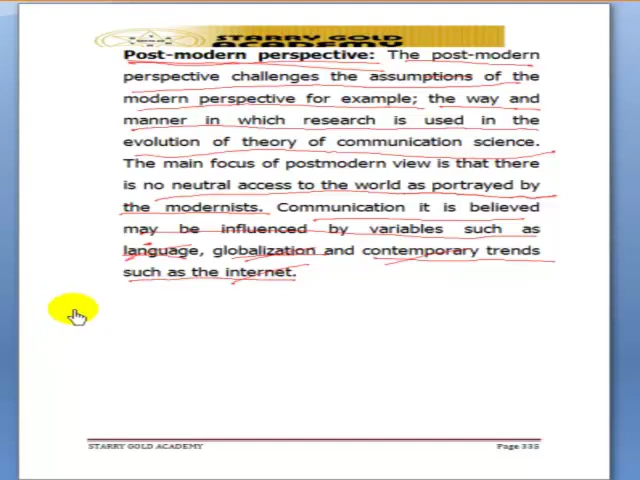 STARRY GOLD
ACADEMY
Post-modern perspective: The post-modern
perspective challenges the assumptions of the
modern perspective for example; the way and
manner in which research is used in the
evolution of theory of communication science.
The main focus of postmodern view is that there
is no neutral access to the world as portrayed by
the modernists. Communication it is believed
may be influenced by variables such as
language, globalization and contemporary trends
such as the internet.
STARRY GOLD ACADEMY Page 335